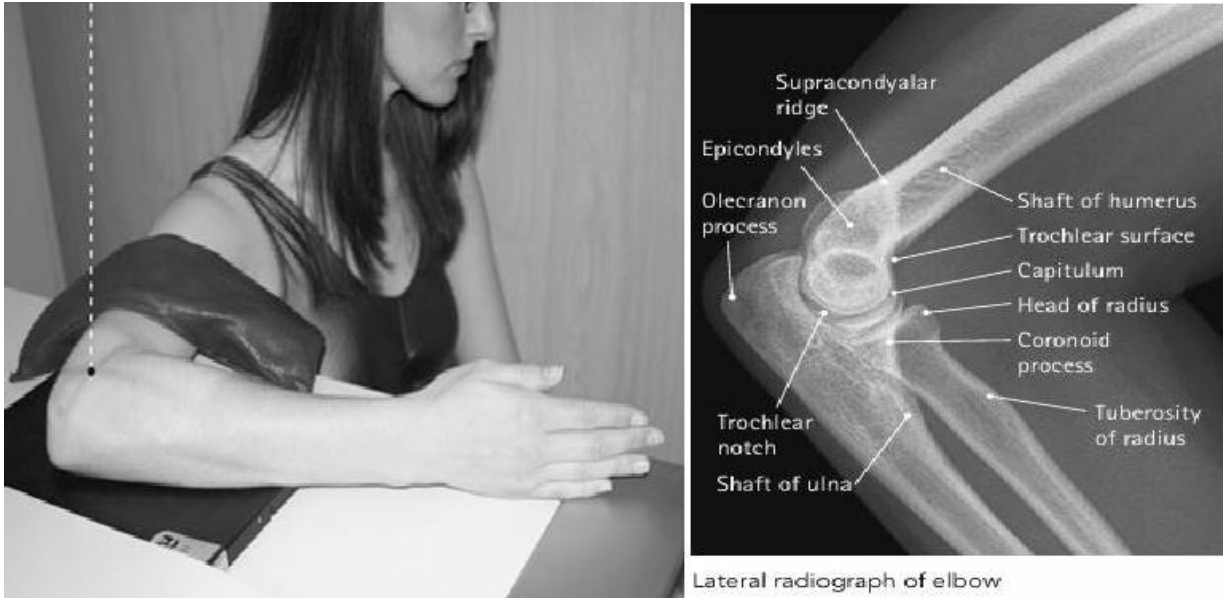 Supracondyalar
ridge
Epicondyles
Olecranon
process
Shaft of humerus
Trochlear surface
Capitulum
Head of radius
Coronoid
process
Tuberosity
of radius
Trochlear
notch
Shaft of ulna
Lateral radiograph of elbow